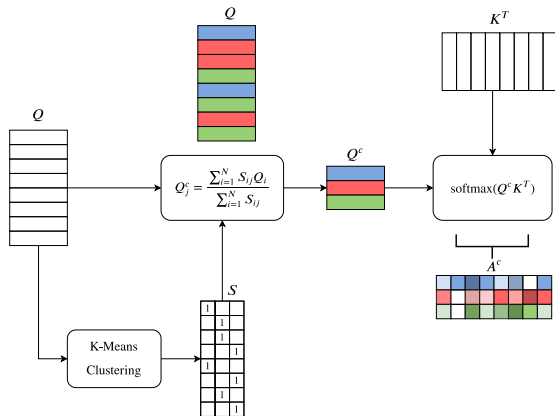 Q
K^T
Q
Q^c
Q_j^c = \frac{\sum_{i=1}^{N} S_{ij} Q_i}{\sum_{i=1}^{N} S_{ij}}
softmax(Q^c K^T)
A^c
S
K-Means
Clustering
1
1
1
1
1
1
1
1